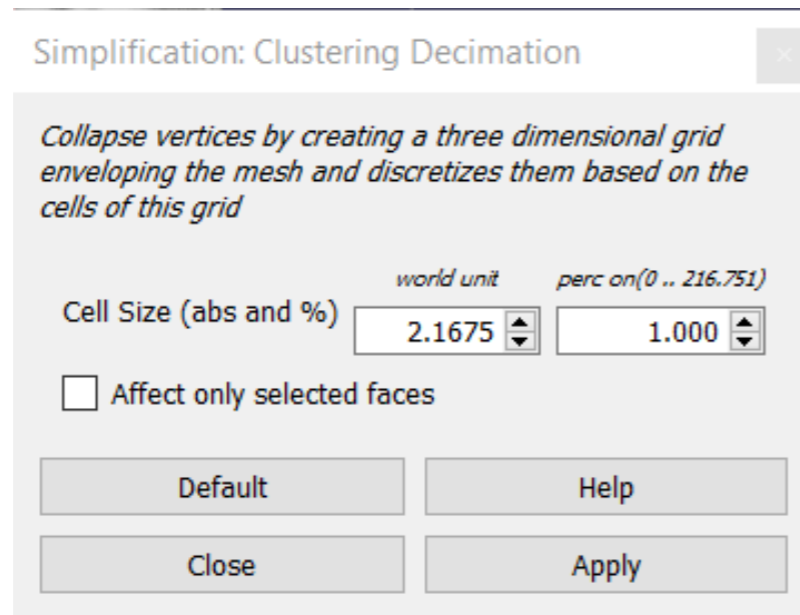 Simplification: Clustering Decimation
×
Collapse vertices by creating a three dimensional grid
enveloping the mesh and discretizes them based on the
cells of this grid
world unit perc on(0 .. 216.751)
Cell Size (abs and %) 2.1675 1.000
Affect only selected faces
Default Help
Close Apply